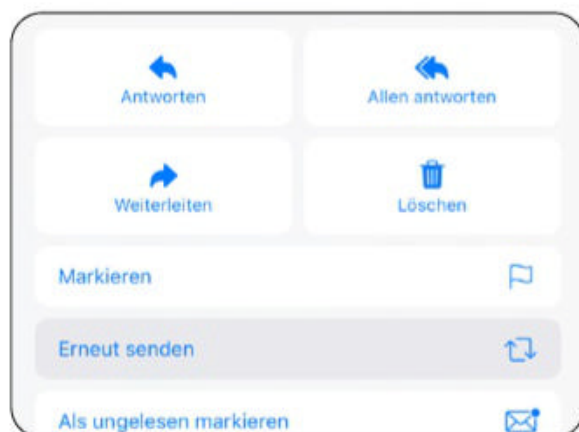 Antworten
Allen antworten
Weiterleiten
Löschen
Markieren
Erneut senden
Als ungelesen markieren